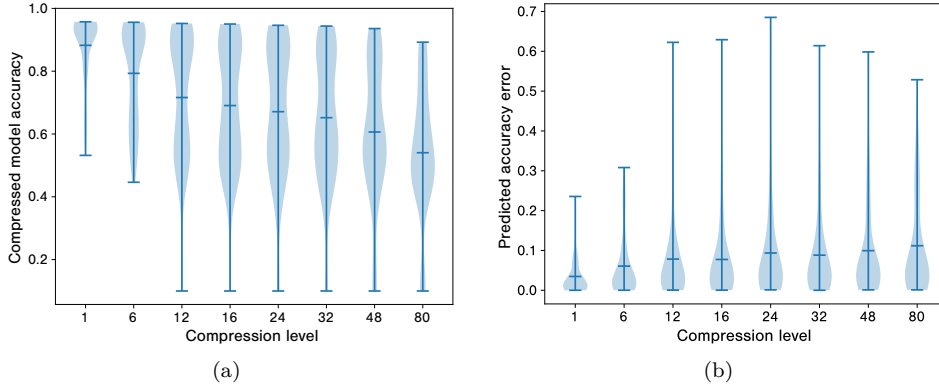 Compressed model accuracy
1.0
0.8
0.6
0.4
0.2
1 6 12 16 24 32 48 80
Compression level
(a)
Predicted accuracy error
0.7
0.6
0.5
0.4
0.3
0.2
0.1
0.0
1 6 12 16 24 32 48 80
Compression level
(b)